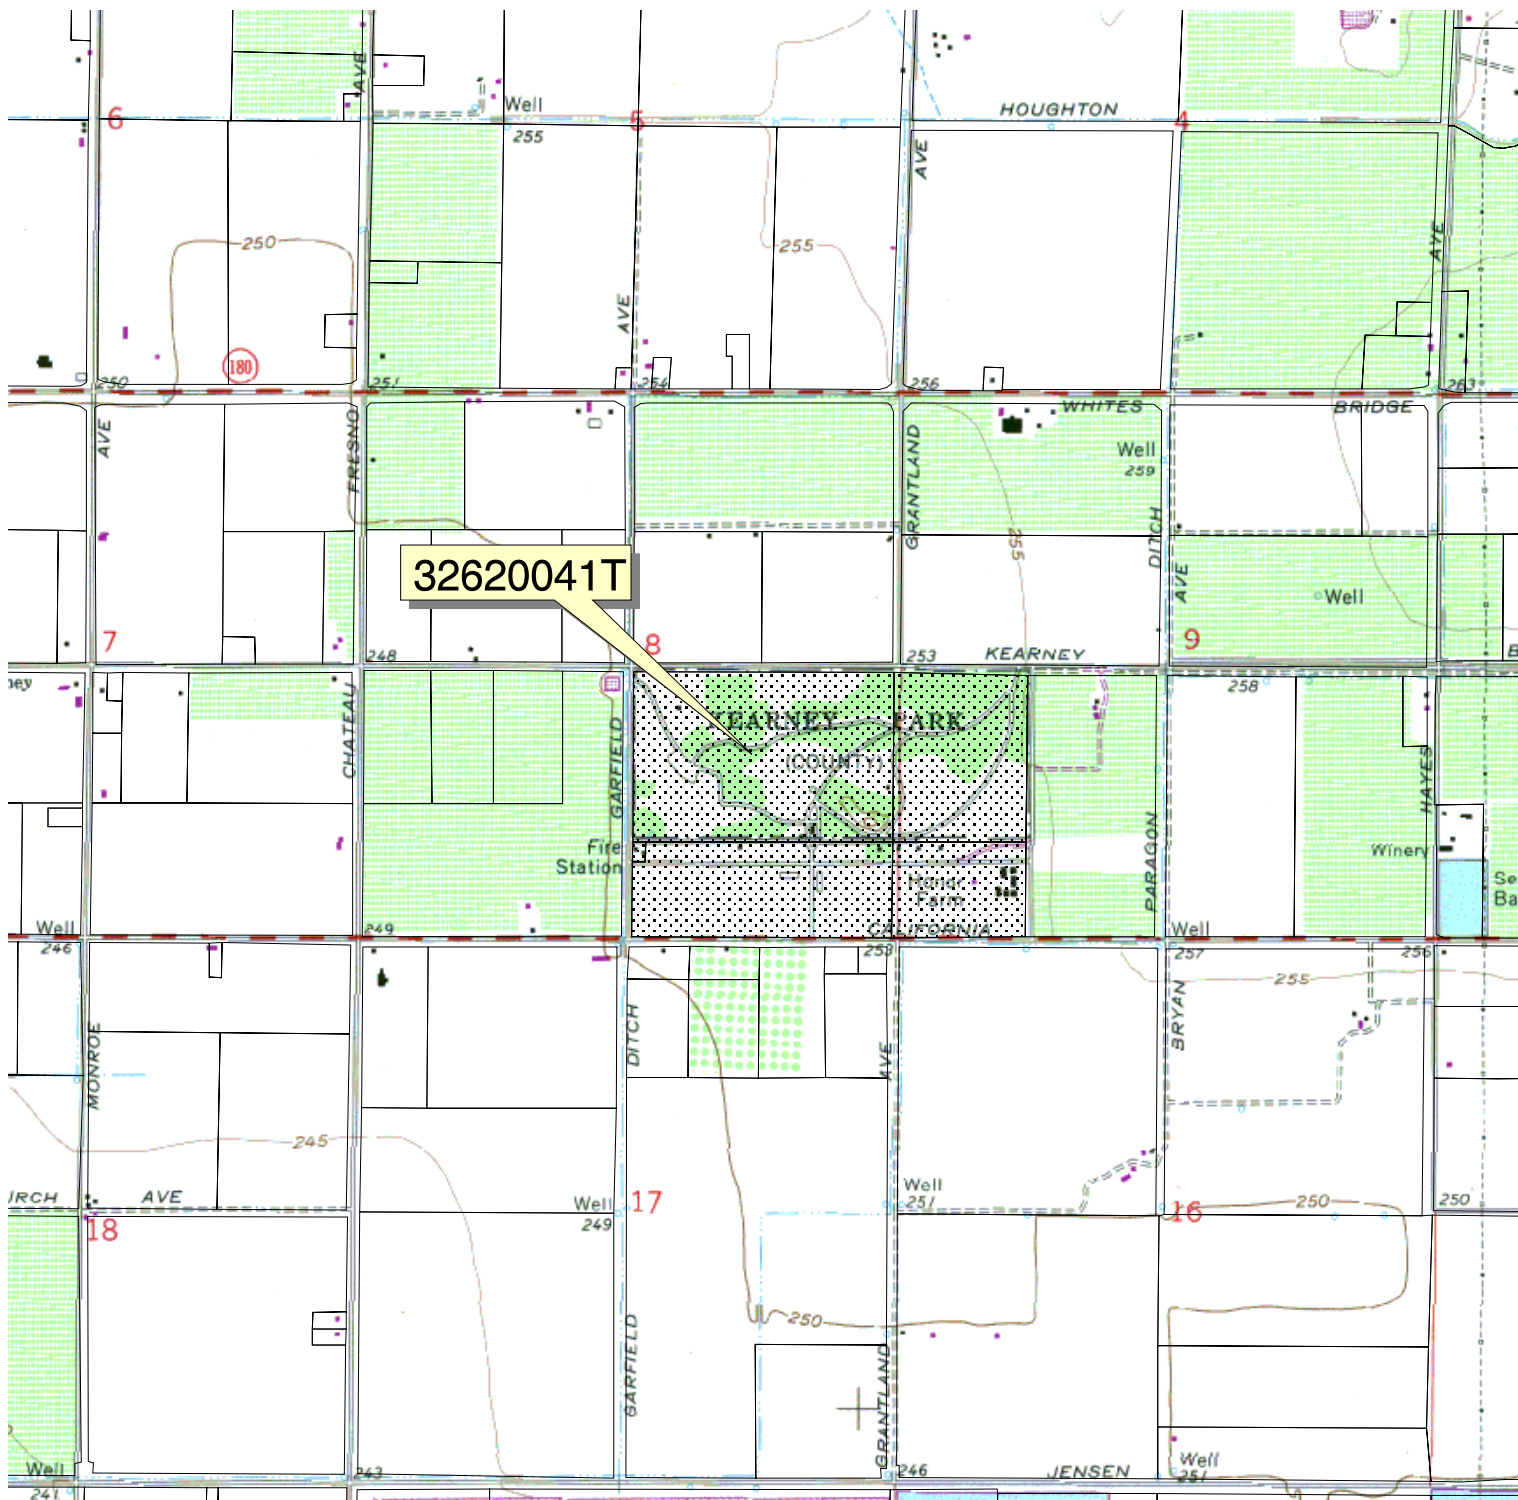 Well
HOUGHTON
6
5
4
255
AVE
AVE
250
255
AVE
AVE
180
250
251
254
256
263
WHITES
BRIDGE
AVE
FRESNO
GRANTLAND
Well
259
255
DITCH
AVE
32620041T
Well
7
8
9
248
253
KEARNEY
258
CHATEAU
GARFIELD
KEARNEY PARK
(COUNTY)
HAYES
PARAGON
Fire
Station
Winery
Honor
Farm
Well
249
CALIFORNIA
Well
246
253
257
256
255
MONROE
DITCH
AVE
BRYAN
245
AVE
Well
249
17
Well
251
16
250
250
18
250
GARFIELD
GRANTLAND
Well
241
243
246
JENSEN
Well
251